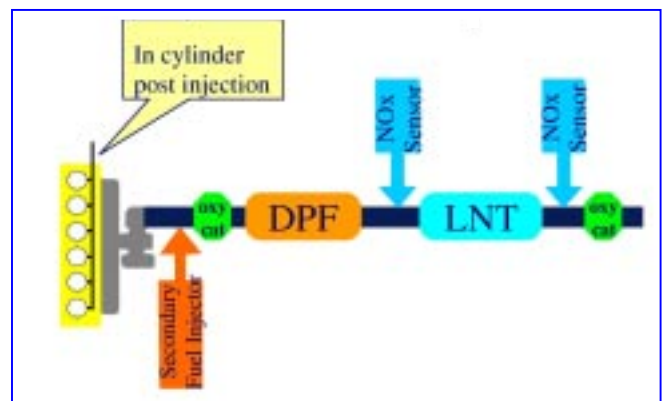 In cylinder
post injection
NOx
Sensor
NOx
Sensor
oxy
cat
DPF
LNT
oxy
cat
Secondary
Fuel Injector